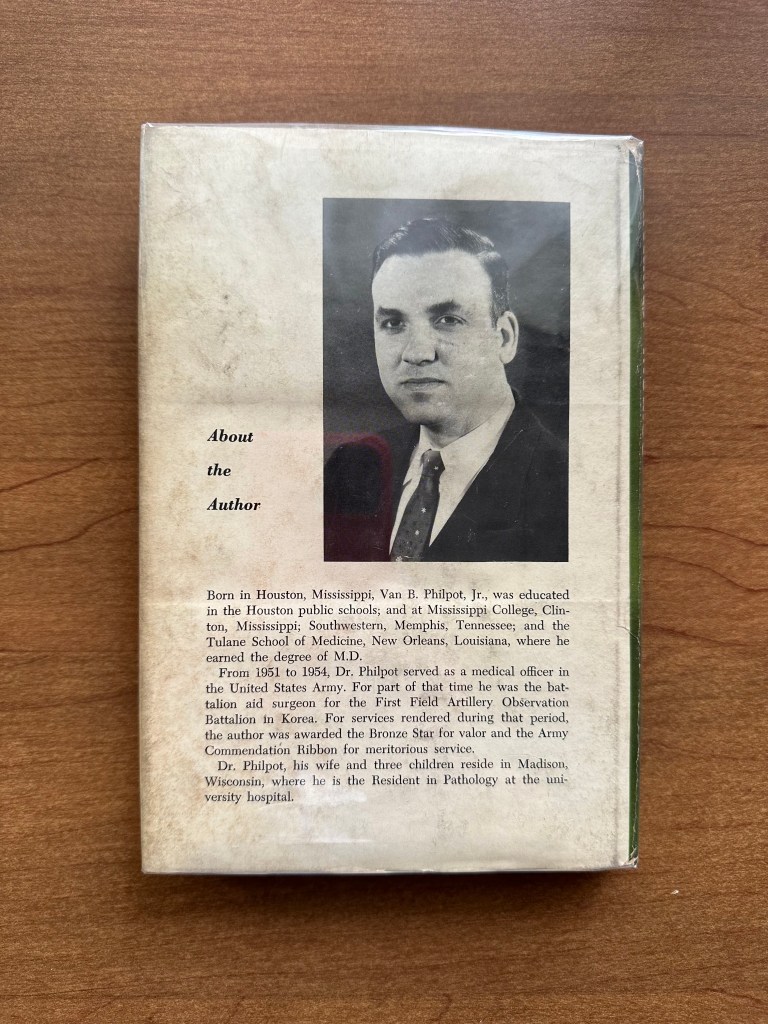 About
the
Author
Born in Houston, Mississippi, Van B. Philpot, Jr., was educated
in the Houston public schools; and at Mississippi College, Clin-
ton, Mississippi; Southwestern, Memphis, Tennessee; and the
Tulane School of Medicine, New Orleans, Louisiana, where he
earned the degree of M.D.
From 1951 to 1954, Dr. Philpot served as a medical officer in
the United States Army. For part of that time he was the bat-
talion aid surgeon for the First Field Artillery Observation
Battalion in Korea. For services rendered during that period,
the author was awarded the Bronze Star for valor and the Army
Commendation Ribbon for meritorious service.
Dr. Philpot, his wife and three children reside in Madison,
Wisconsin, where he is the Resident in Pathology at the uni-
versity hospital.